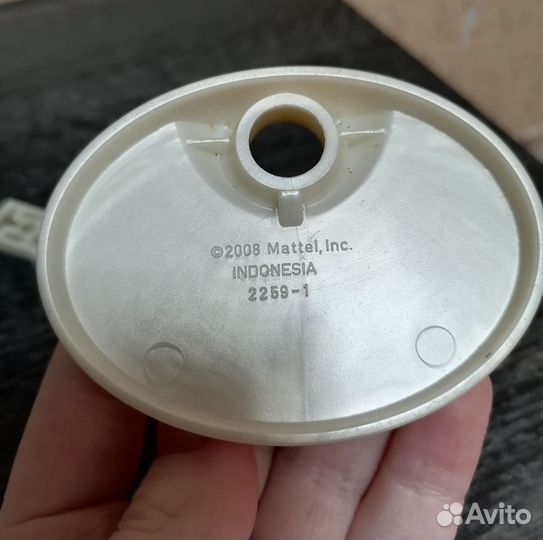 ©2008 Mattel, Inc.
INDONESIA
2259-1
Avito